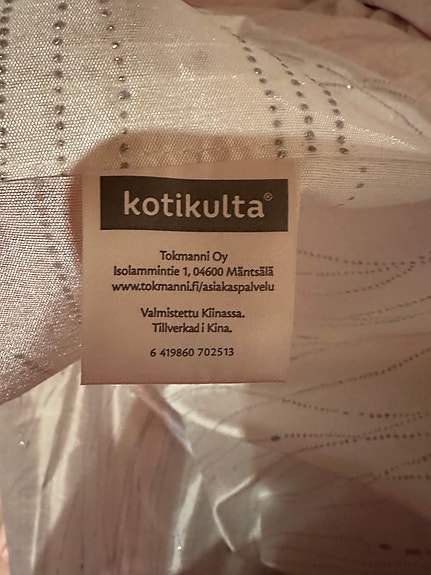 kotikulta®
Tokmanni Oy
Isolammintie 1, 04600 Mäntsälä
www.tokmanni.fi/asiakaspalvelu
Valmistettu Kiinassa.
Tillverkad i Kina.
6 419860 702513